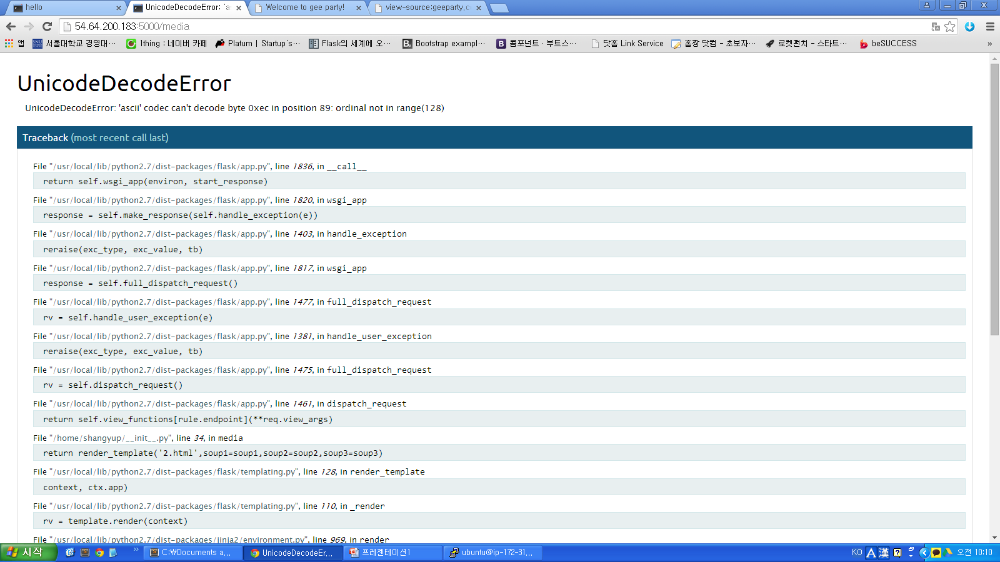 hello
UnicodeDecodeError: 'as
Welcome to gee party!
view-source:geeparty.c
54.64.200.183:5000/media
앱
서울대학교 경영대…
1thing : 네이버 카페
Platum | Startup's…
Flask의 세계에 오…
Bootstrap exampl…
콤포넌트 · 부트스…
닷홈 Link Service
홈짱 닷컴 - 초보자…
로켓펀치 - 스타트…
beSUCCESS
»
UnicodeDecodeError
UnicodeDecodeError: 'ascii' codec can't decode byte 0xec in position 89: ordinal not in range(128)
Traceback (most recent call last)
File "/usr/local/lib/python2.7/dist-packages/flask/app.py", line 1836, in __call__
return self.wsgi_app(environ, start_response)
File "/usr/local/lib/python2.7/dist-packages/flask/app.py", line 1820, in wsgi_app
response = self.make_response(self.handle_exception(e))
File "/usr/local/lib/python2.7/dist-packages/flask/app.py", line 1403, in handle_exception
reraise(exc_type, exc_value, tb)
File "/usr/local/lib/python2.7/dist-packages/flask/app.py", line 1817, in wsgi_app
response = self.full_dispatch_request()
File "/usr/local/lib/python2.7/dist-packages/flask/app.py", line 1477, in full_dispatch_request
rv = self.handle_user_exception(e)
File "/usr/local/lib/python2.7/dist-packages/flask/app.py", line 1381, in handle_user_exception
reraise(exc_type, exc_value, tb)
File "/usr/local/lib/python2.7/dist-packages/flask/app.py", line 1475, in full_dispatch_request
rv = self.dispatch_request()
File "/usr/local/lib/python2.7/dist-packages/flask/app.py", line 1461, in dispatch_request
return self.view_functions[rule.endpoint](**req.view_args)
File "/home/shangyup/__init__.py", line 34, in media
return render_template('2.html',soup1=soup1,soup2=soup2,soup3=soup3)
File "/usr/local/lib/python2.7/dist-packages/flask/templating.py", line 128, in render_template
context, ctx.app)
File "/usr/local/lib/python2.7/dist-packages/flask/templating.py", line 110, in _render
rv = template.render(context)
File "/usr/local/lib/python2.7/dist-packages/jinja2/environment.py", line 969, in render
시작
»
C:\Documents a...
UnicodeDecodeEr...
프레젠테이션1
ubuntu@ip-172-31...
KO
A
漢
오전 10:10